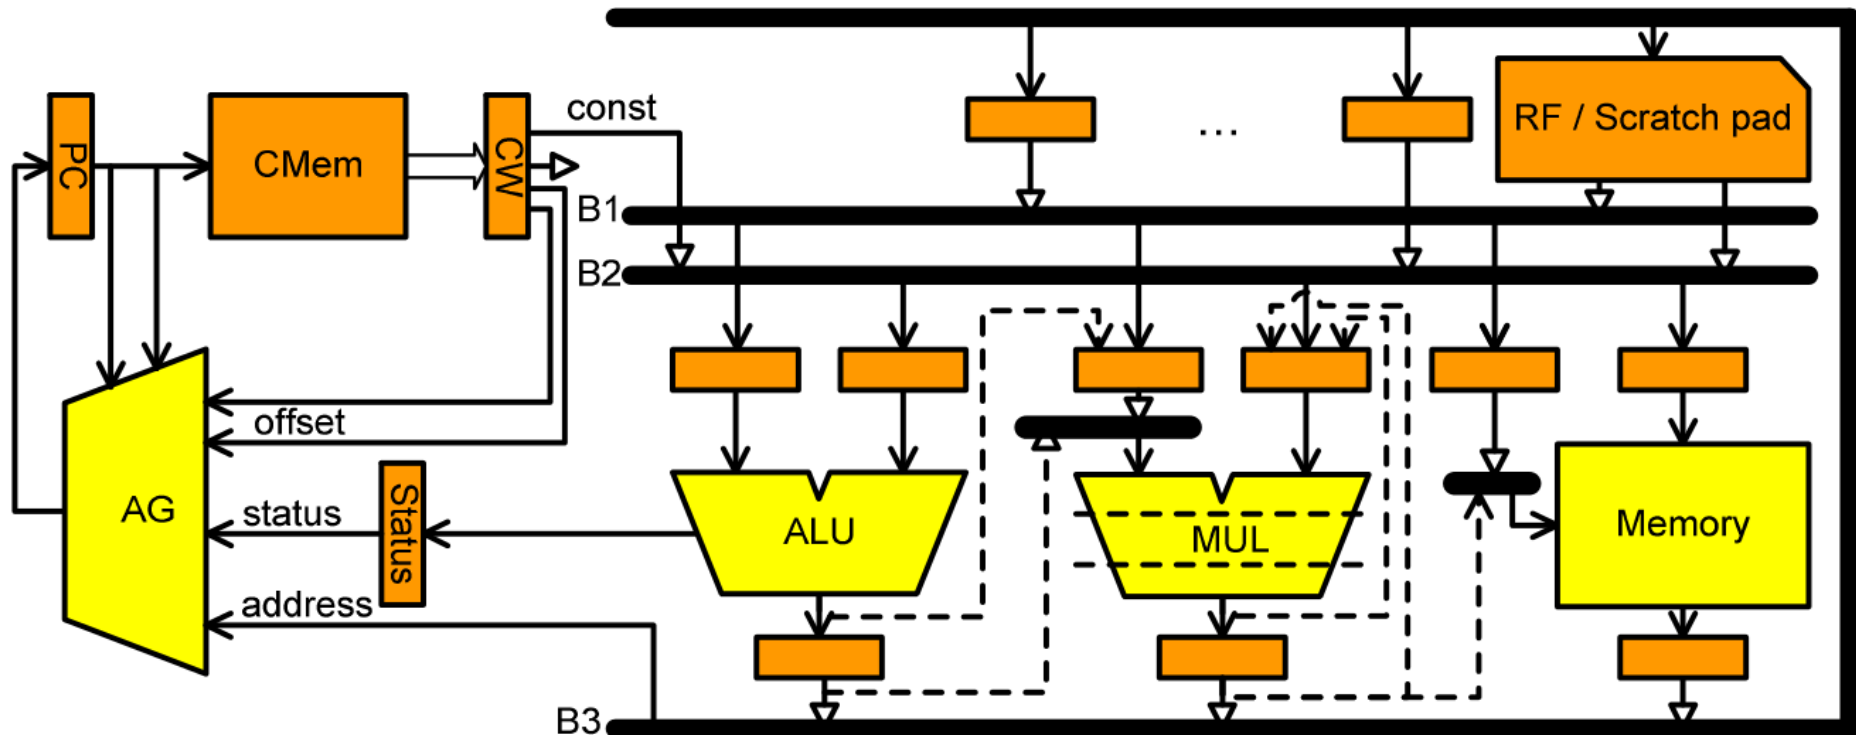 const
PC
CMem
CW
...
RF / Scratch pad
B1
B2
offset
AG
status
Status
ALU
MUL
Memory
address
B3